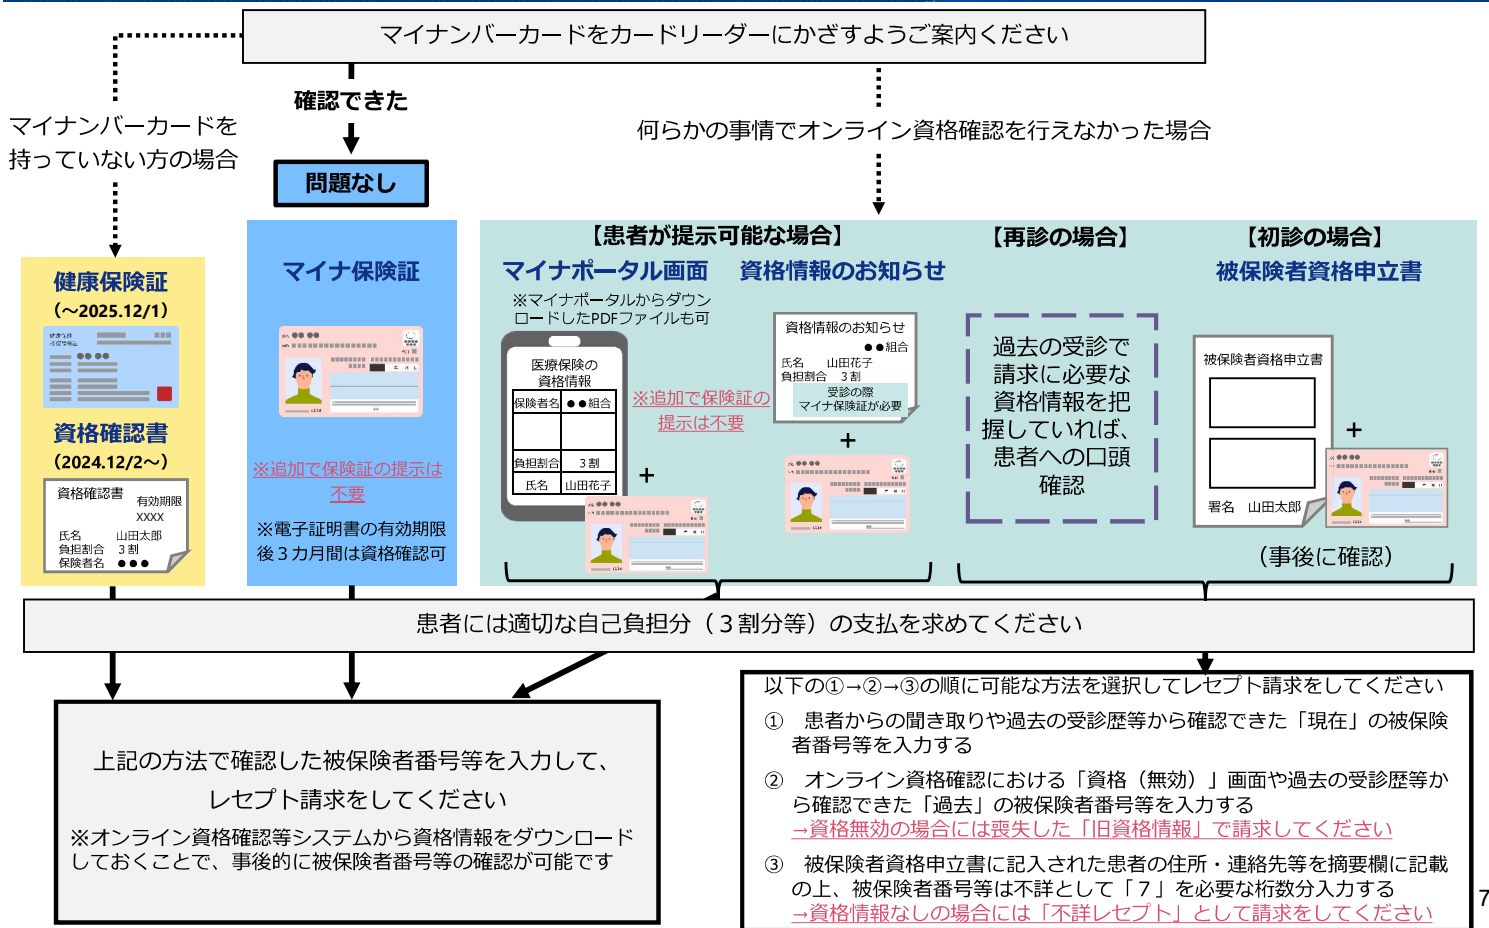 マイナンバーカードをカードリーダーにかざすようご案内ください
マイナンバーカードを
持っていない方の場合
確認できた
問題なし
何らかの事情でオンライン資格確認を行えなかった場合
健康保険証
（～2025.12/1）
健康保険
被保険者証
●● ●●
資格確認書
（2024.12/2～）
資格確認書
有効期限
XXXX
氏名 山田太郎
負担割合 ３割
保険者名 ●●●
マイナ保険証
※追加で保険証の提示は
不要
※電子証明書の有効期限
後３カ月間は資格確認可
【患者が提示可能な場合】
マイナポータル画面
※マイナポータルからダウン
ロードしたPDFファイルも可
医療保険の
資格情報
保険者名 ●●組合
負担割合 ３割
氏名 山田花子
+
※追加で保険証の
提示は不要
資格情報のお知らせ
資格情報のお知らせ
●●組合
氏名 山田花子
負担割合 ３割
受診の際
マイナ保険証が必要
+
【再診の場合】
過去の受診で
請求に必要な
資格情報を把
握していれば、
患者への口頭
確認
【初診の場合】
被保険者資格申立書
被保険者資格申立書
署名 山田太郎
+
（事後に確認）
患者には適切な自己負担分（３割分等）の支払を求めてください
上記の方法で確認した被保険者番号等を入力して、
レセプト請求をしてください
※オンライン資格確認等システムから資格情報をダウンロード
しておくことで、事後的に被保険者番号等の確認が可能です
以下の①→②→③の順に可能な方法を選択してレセプト請求をしてください
① 患者からの聞き取りや過去の受診歴等から確認できた「現在」の被保険
者番号等を入力する
② オンライン資格確認における「資格（無効）」画面や過去の受診歴等か
ら確認できた「過去」の被保険者番号等を入力する
→資格無効の場合には喪失した「旧資格情報」で請求してください
③ 被保険者資格申立書に記入された患者の住所・連絡先等を摘要欄に記載
の上、被保険者番号等は不詳として「７」を必要な桁数分入力する
→資格情報なしの場合には「不詳レセプト」として請求をしてください
7